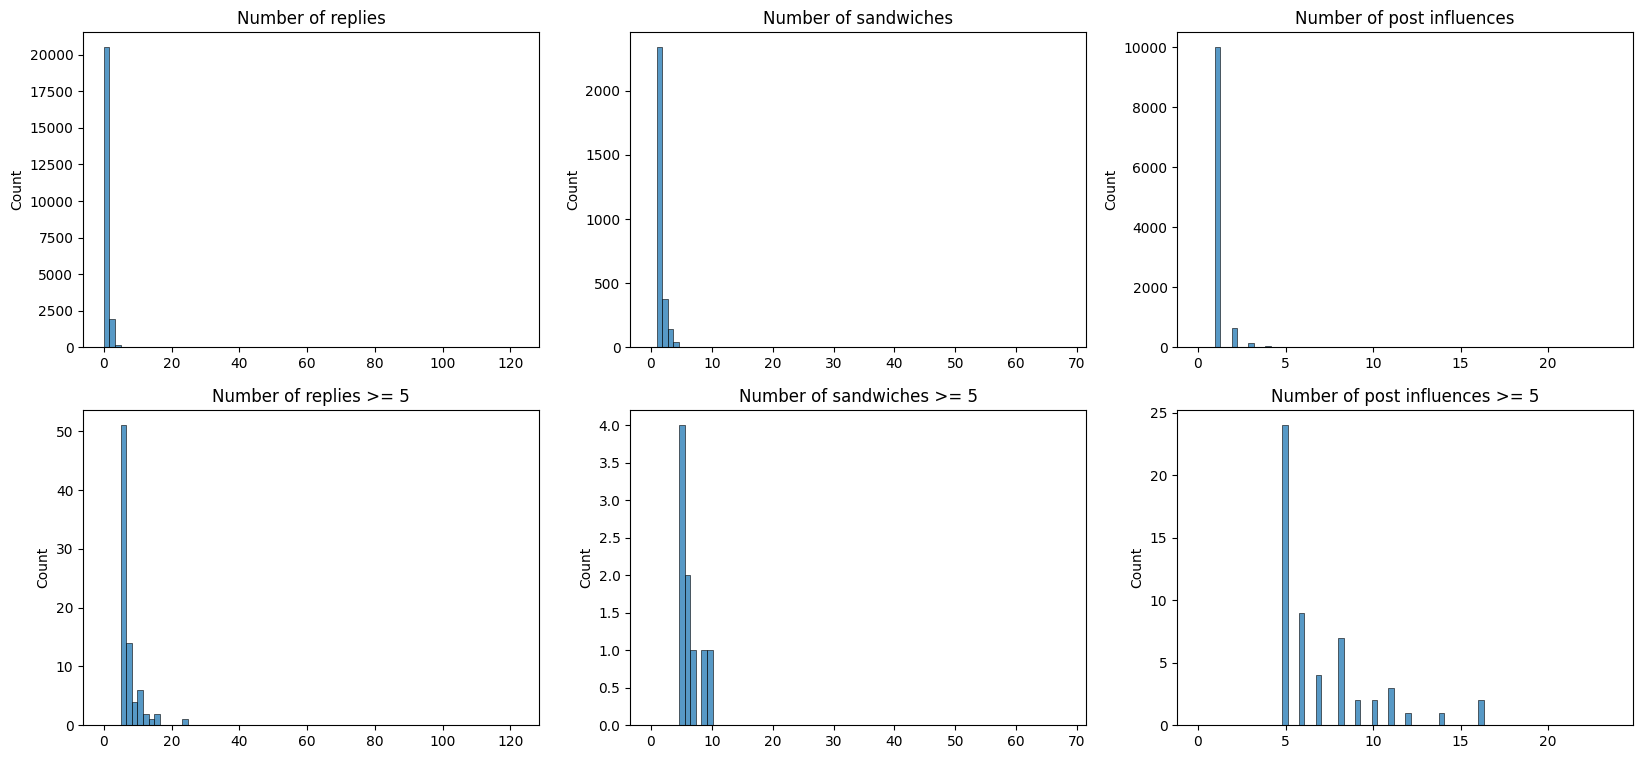 Number of replies
Count
20000
17500
15000
12500
10000
7500
5000
2500
0
0 20 40 60 80 100 120
Number of sandwiches
Count
2000
1500
1000
500
0
0 10 20 30 40 50 60 70
Number of post influences
Count
10000
8000
6000
4000
2000
0
0 5 10 15 20
Number of replies >= 5
Count
50
40
30
20
10
0
0 20 40 60 80 100 120
Number of sandwiches >= 5
Count
4.0
3.5
3.0
2.5
2.0
1.5
1.0
0.5
0.0
0 10 20 30 40 50 60 70
Number of post influences >= 5
Count
25
20
15
10
5
0
0 5 10 15 20